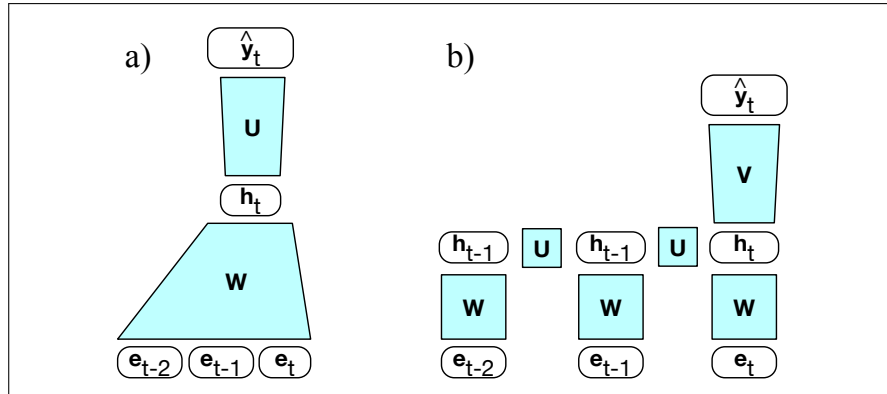 a)
ŷt
U
ht
W
et-2 et-1 et
b)
ŷt
V
ht-1 U ht-1 U ht
W W W
et-2 et-1 et